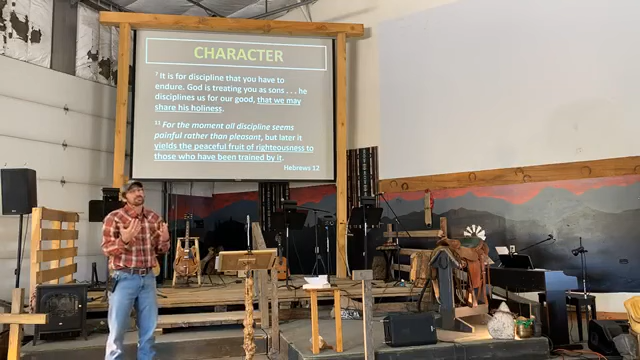 CHARACTER
7 It is for discipline that you have to
endure. God is treating you as sons . . . he
disciplines us for our good, that we may
share his holiness.
11 For the moment all discipline seems
painful rather than pleasant, but later it
yields the peaceful fruit of righteousness to
those who have been trained by it.
Hebrews 12